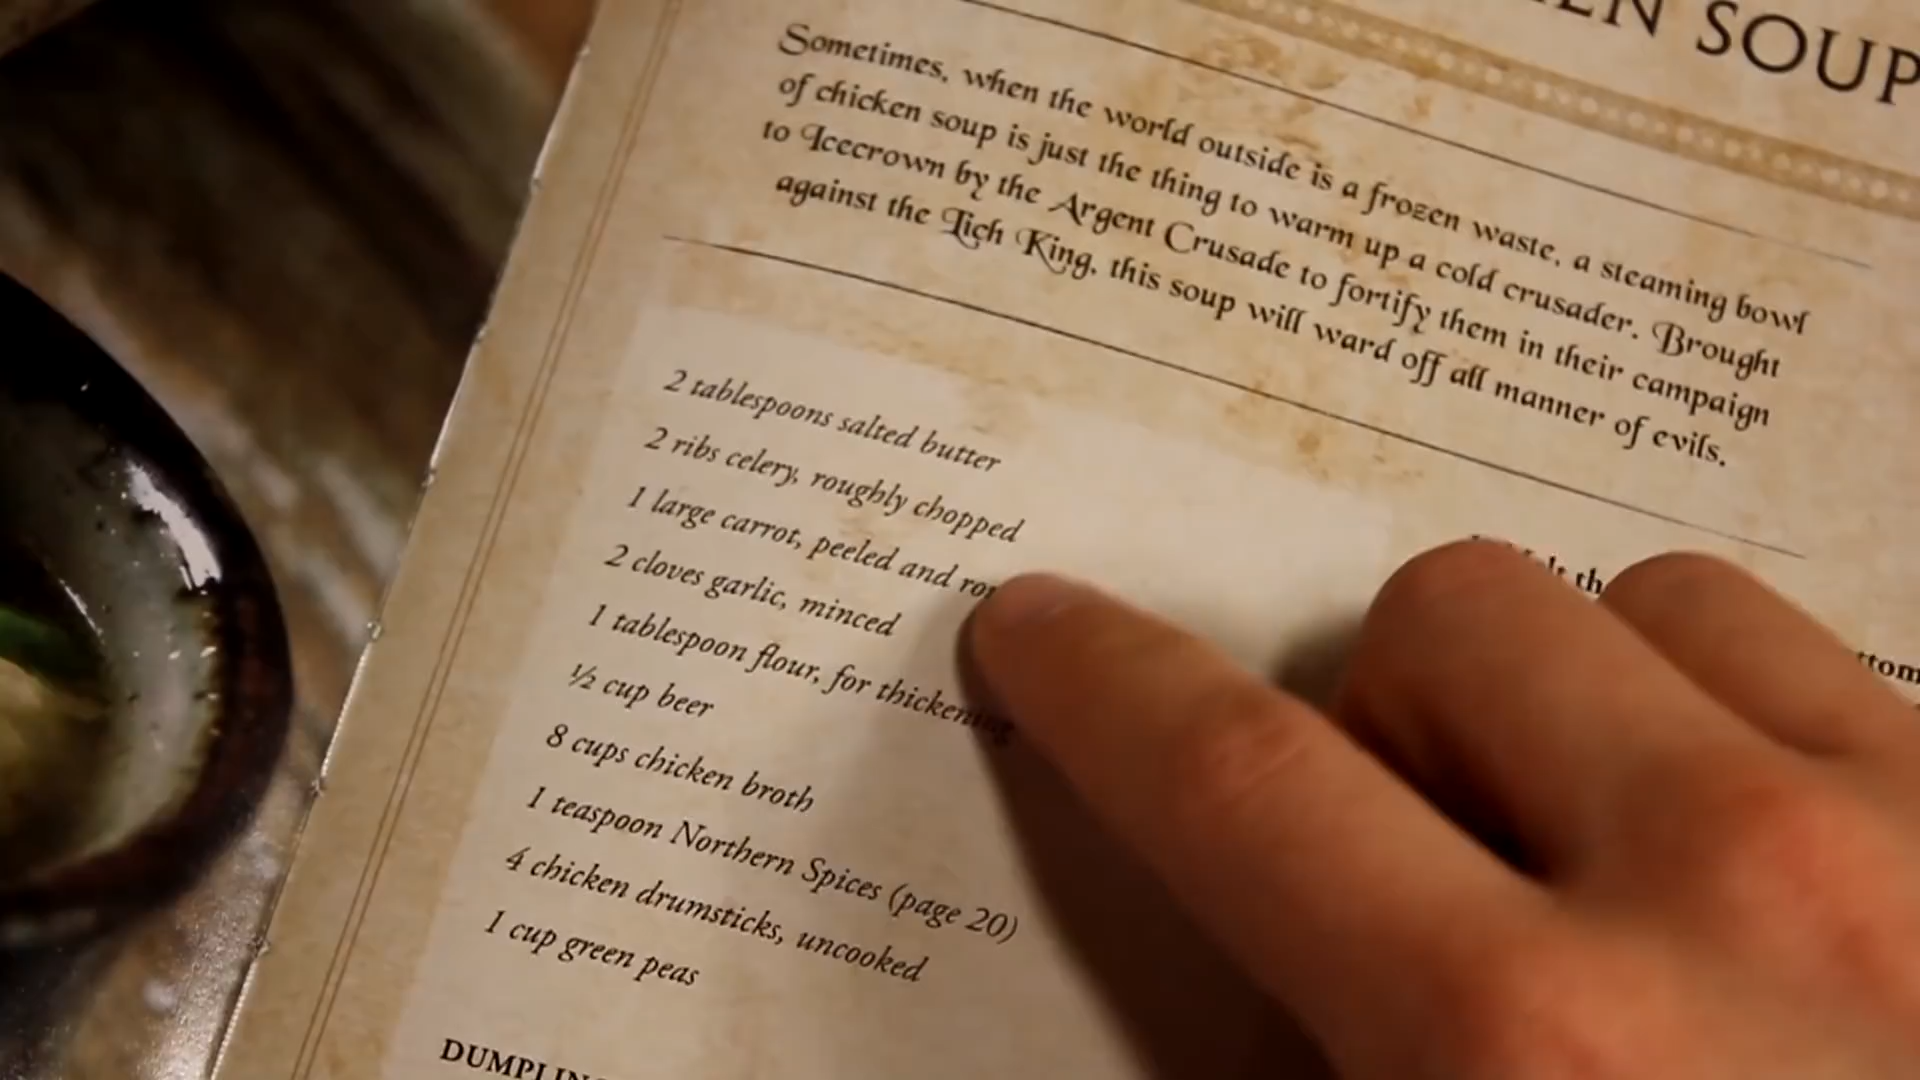 SOUP
Sometimes, when the world outside is a frozen waste, a steaming bowl
of chicken soup is just the thing to warm up a cold crusader. Brought
to Icecrown by the Argent Crusade to fortify them in their campaign
against the Lich King, this soup will ward off all manner of evils.
2 tablespoons salted butter
2 ribs celery, roughly chopped
1 large carrot, peeled and
2 cloves garlic, minced
1 tablespoon flour, for thickening
½ cup beer
8 cups chicken broth
1 teaspoon Northern Spices (page 20)
4 chicken drumsticks, uncooked
1 cup green peas